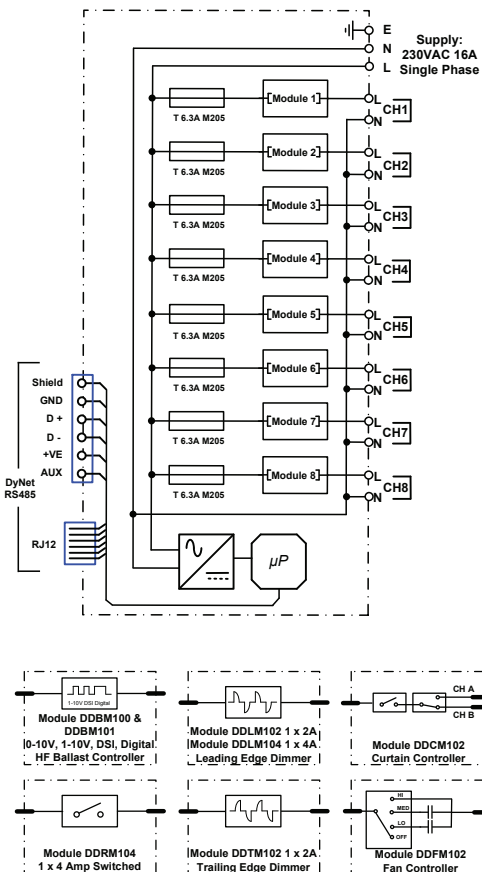 E
N
L
Supply:
230VAC 16A
Single Phase
T 6.3A M205
Module 1
L
CH1
N
T 6.3A M205
Module 2
L
CH2
N
T 6.3A M205
Module 3
L
CH3
N
T 6.3A M205
Module 4
L
CH4
N
T 6.3A M205
Module 5
L
CH5
N
T 6.3A M205
Module 6
L
CH6
N
T 6.3A M205
Module 7
L
CH7
N
T 6.3A M205
Module 8
L
CH8
N
Shield
GND
D +
D -
+VE
AUX
DyNet
RS485
RJ12
µP
1-10V DSI Digital
Module DDBM100 &
DDBM101
0-10V, 1-10V, DSI, Digital
HF Ballast Controller
Module DDLM102 1 x 2A
Module DDLM104 1 x 4A
Leading Edge Dimmer
CH A
CH B
Module DDCM102
Curtain Controller
Module DDRM104
1 x 4 Amp Switched
Module DDTM102 1 x 2A
Trailing Edge Dimmer
HI
MED
LO
OFF
Module DDFM102
Fan Controller